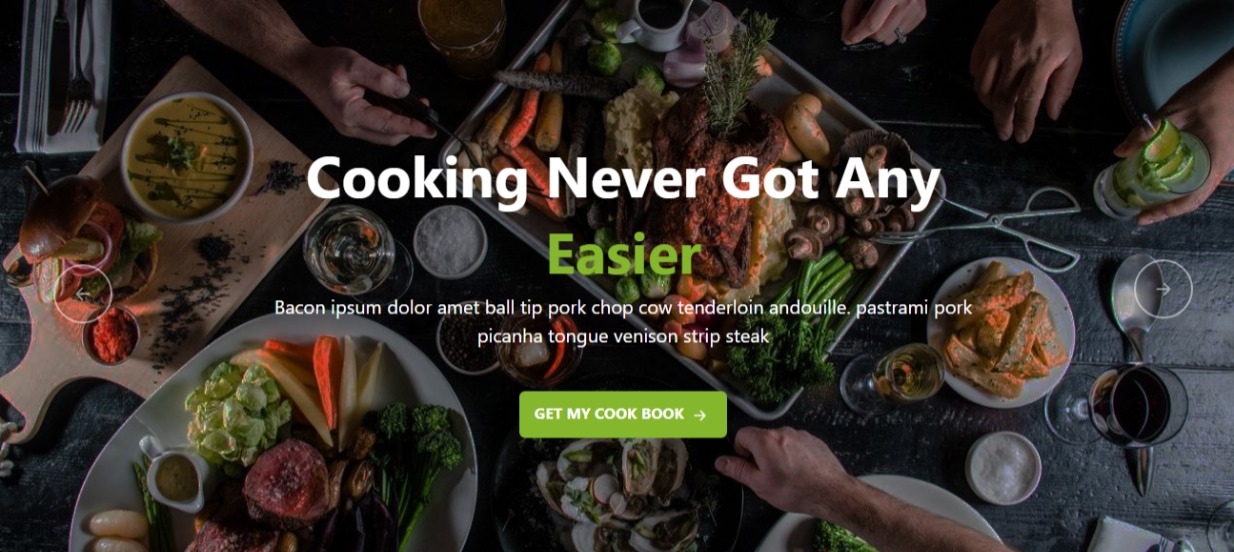 Cooking Never Got Any
Easier
Bacon ipsum dolor amet ball tip pork chop cow tenderloin andouille. pastrami pork
picanha tongue venison strip steak
GET MY COOK BOOK →